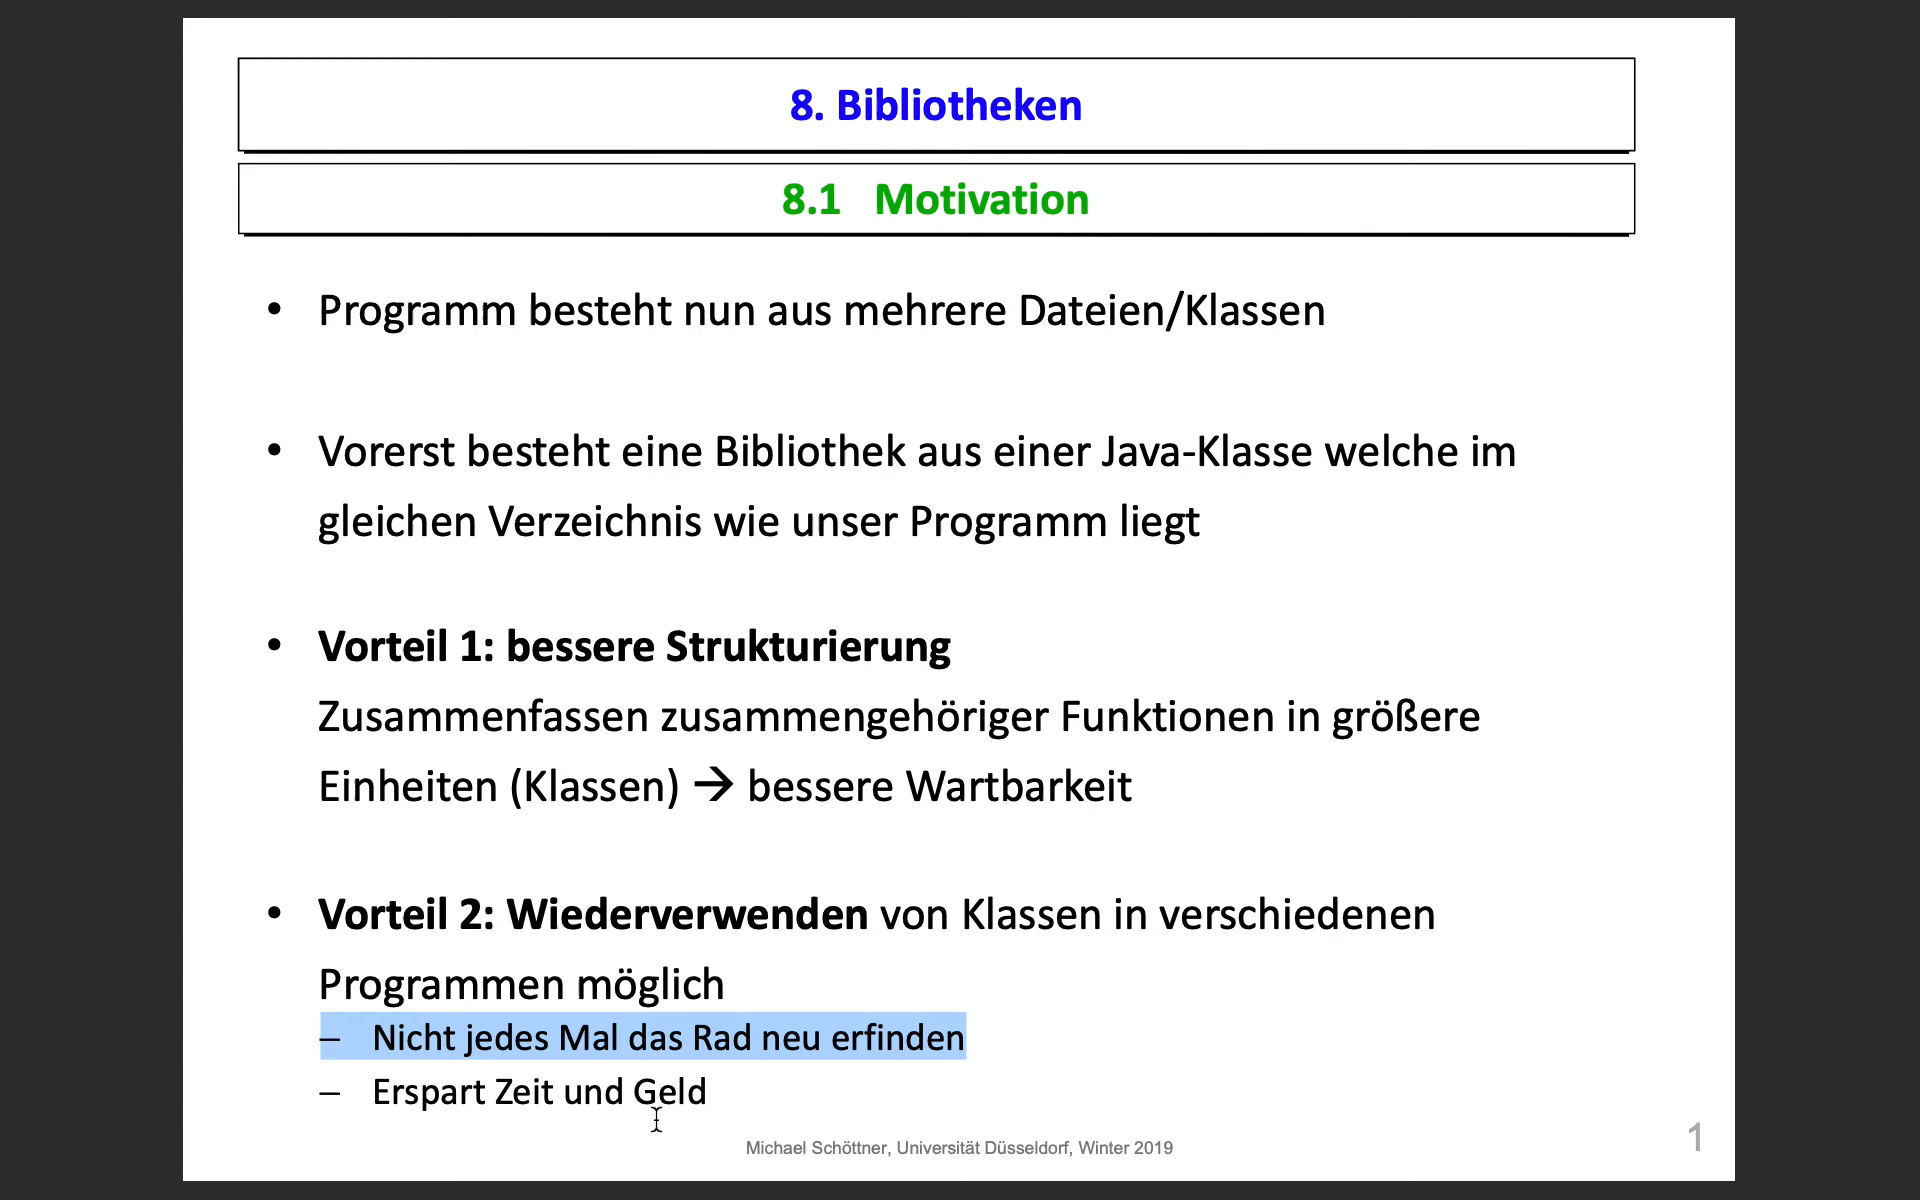 8. Bibliotheken
8.1 Motivation
• Programm besteht nun aus mehrere Dateien/Klassen
• Vorerst besteht eine Bibliothek aus einer Java-Klasse welche im
gleichen Verzeichnis wie unser Programm liegt
• Vorteil 1: bessere Strukturierung
Zusammenfassen zusammengehöriger Funktionen in größere
Einheiten (Klassen) → bessere Wartbarkeit
• Vorteil 2: Wiederverwenden von Klassen in verschiedenen
Programmen möglich
– Nicht jedes Mal das Rad neu erfinden
– Erspart Zeit und Geld
Michael Schöttner, Universität Düsseldorf, Winter 2019
1